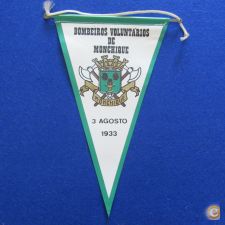 BOMBEIROS VOLUNTARIOS
DE
MONCHIQUE
3 AGOSTO
1933